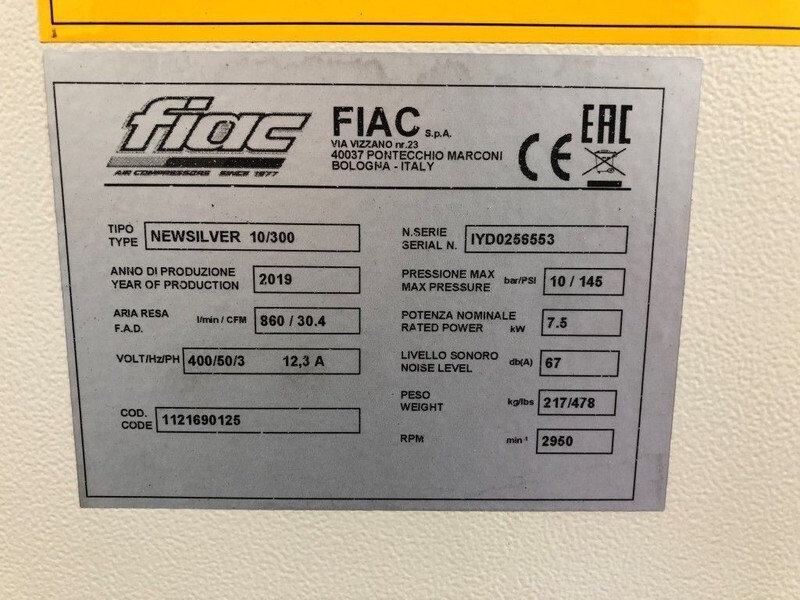 fiac
AIR COMPRESSORS SINCE 1977
FIAC S.p.A.
VIA VIZZANO nr.23
40037 PONTECCHIO MARCONI
BOLOGNA - ITALY
CE
EAC
TIPO
TYPE
NEWSILVER 10/300
ANNO DI PRODUZIONE
YEAR OF PRODUCTION
2019
ARIA RESA
F.A.D.
l/min / CFM
860 / 30.4
VOLT/Hz/PH
400/50/3 12,3 A
COD.
CODE
1121690125
N.SERIE
SERIAL N.
IYD0256553
PRESSIONE MAX
MAX PRESSURE
bar/PSI
10 / 145
POTENZA NOMINALE
RATED POWER
kW
7.5
LIVELLO SONORO
NOISE LEVEL
db(A)
67
PESO
WEIGHT
kg/lbs
217/478
RPM
min⁻¹
2950